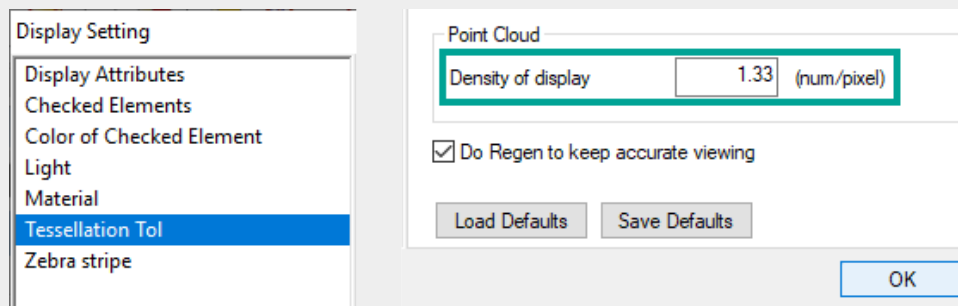 Display Setting
Display Attributes
Checked Elements
Color of Checked Element
Light
Material
Tessellation Tol
Zebra stripe
Point Cloud
Density of display 1.33 (num/pixel)
Do Regen to keep accurate viewing
Load Defaults Save Defaults
OK